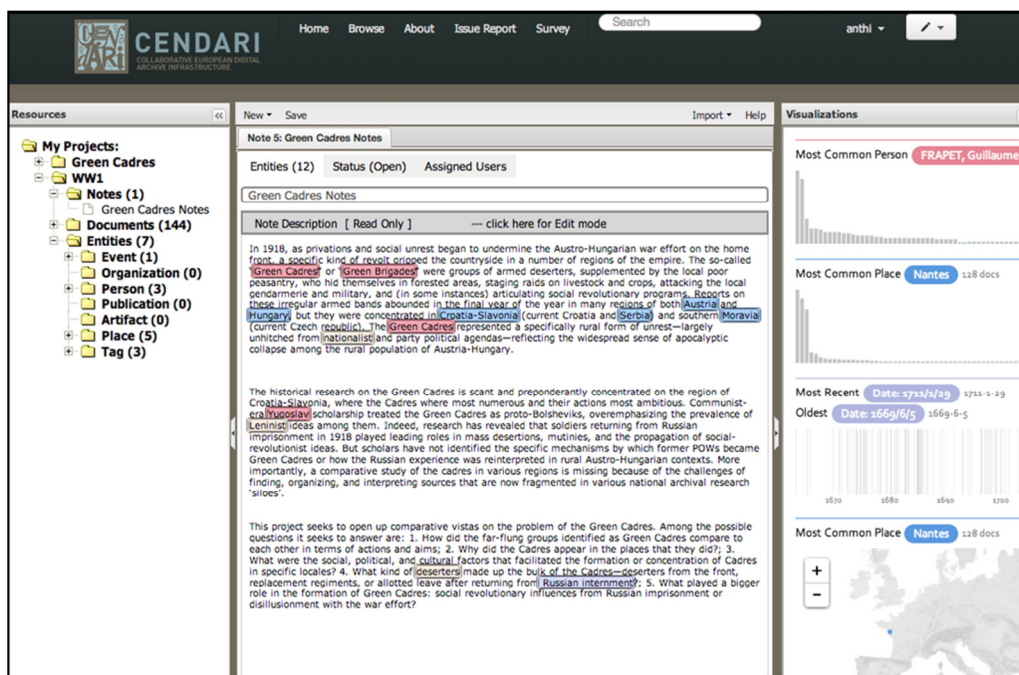 CENDARI
COLLABORATIVE EUROPEAN DIGITAL
ARCHIVE INFRASTRUCTURE
Home Browse About Issue Report Survey
Search
anthi
Resources
My Projects:
Green Cadres
WW1
Notes (1)
Green Cadres Notes
Documents (144)
Entities (7)
Event (1)
Organization (0)
Person (3)
Publication (0)
Artifact (0)
Place (5)
Tag (3)
New Save Import Help
Note 5: Green Cadres Notes
Entities (12) Status (Open) Assigned Users
Green Cadres Notes
Note Description [ Read Only ] --- click here for Edit mode
In 1918, as privations and social unrest began to undermine the Austro-Hungarian war effort on the home
front, a specific kind of revolt gripped the countryside in a number of regions of the empire. The so-called
'Green Cadres' or 'Green Brigades' were groups of armed deserters, supplemented by the local poor
peasantry, who hid themselves in forested areas, staging raids on livestock and crops, attacking the local
gendarmerie and military, and (in some instances) articulating social revolutionary programs. Reports on
these irregular armed bands abounded in the final year of the year in many regions of both Austria and
Hungary, but they were concentrated in Croatia-Slavonia (current Croatia and Serbia) and southern Moravia
(current Czech republic). The Green Cadres represented a specifically rural form of unrest—largely
unhitched from nationalist and party political agendas—reflecting the widespread sense of apocalyptic
collapse among the rural population of Austria-Hungary.
The historical research on the Green Cadres is scant and preponderantly concentrated on the region of
Croatia-Slavonia, where the Cadres where most numerous and their actions most ambitious. Communist-
era Yugoslav scholarship treated the Green Cadres as proto-Bolsheviks, overemphasizing the prevalence of
Leninist ideas among them. Indeed, research has revealed that soldiers returning from Russian
imprisonment in 1918 played leading roles in mass desertions, mutinies, and the propagation of social-
revolutionist ideas. But scholars have not identified the specific mechanisms by which former POWs became
Green Cadres or how the Russian experience was reinterpreted in rural Austro-Hungarian contexts. More
importantly, a comparative study of the cadres in various regions is missing because of the challenges of
finding, organizing, and interpreting sources that are now fragmented in various national archival research
'siloes'.
This project seeks to open up comparative vistas on the problem of the Green Cadres. Among the possible
questions it seeks to answer are: 1. How did the far-flung groups identified as Green Cadres compare to
each other in terms of actions and aims; 2. Why did the Cadres appear in the places that they did?; 3.
What were the social, political, and cultural factors that facilitated the formation or concentration of Cadres
in specific locales? 4. What kind of deserters made up the bulk of the Cadres—deserters from the front,
replacement regiments, or allotted leave after returning from Russian internment?; 5. What played a bigger
role in the formation of Green Cadres: social revolutionary influences from Russian imprisonment or
disillusionment with the war effort?
Visualizations
Most Common Person FRAPET, Guillaume
Most Common Place Nantes 128 docs
Most Recent Date: 1711/1/29 1711-1-29
Oldest Date: 1669/6/5 1669-6-5
1670 1680 1690 1700
Most Common Place Nantes 128 docs
+
−